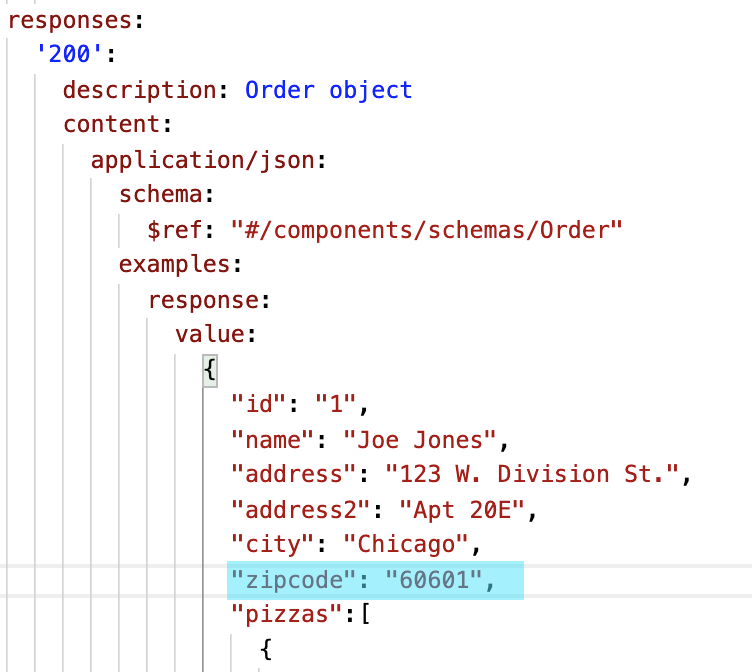 responses:
'200':
description: Order object
content:
application/json:
schema:
$ref: "#/components/schemas/Order"
examples:
response:
value:
{
"id": "1",
"name": "Joe Jones",
"address": "123 W. Division St.",
"address2": "Apt 20E",
"city": "Chicago",
"zipcode": "60601",
"pizzas":[
{